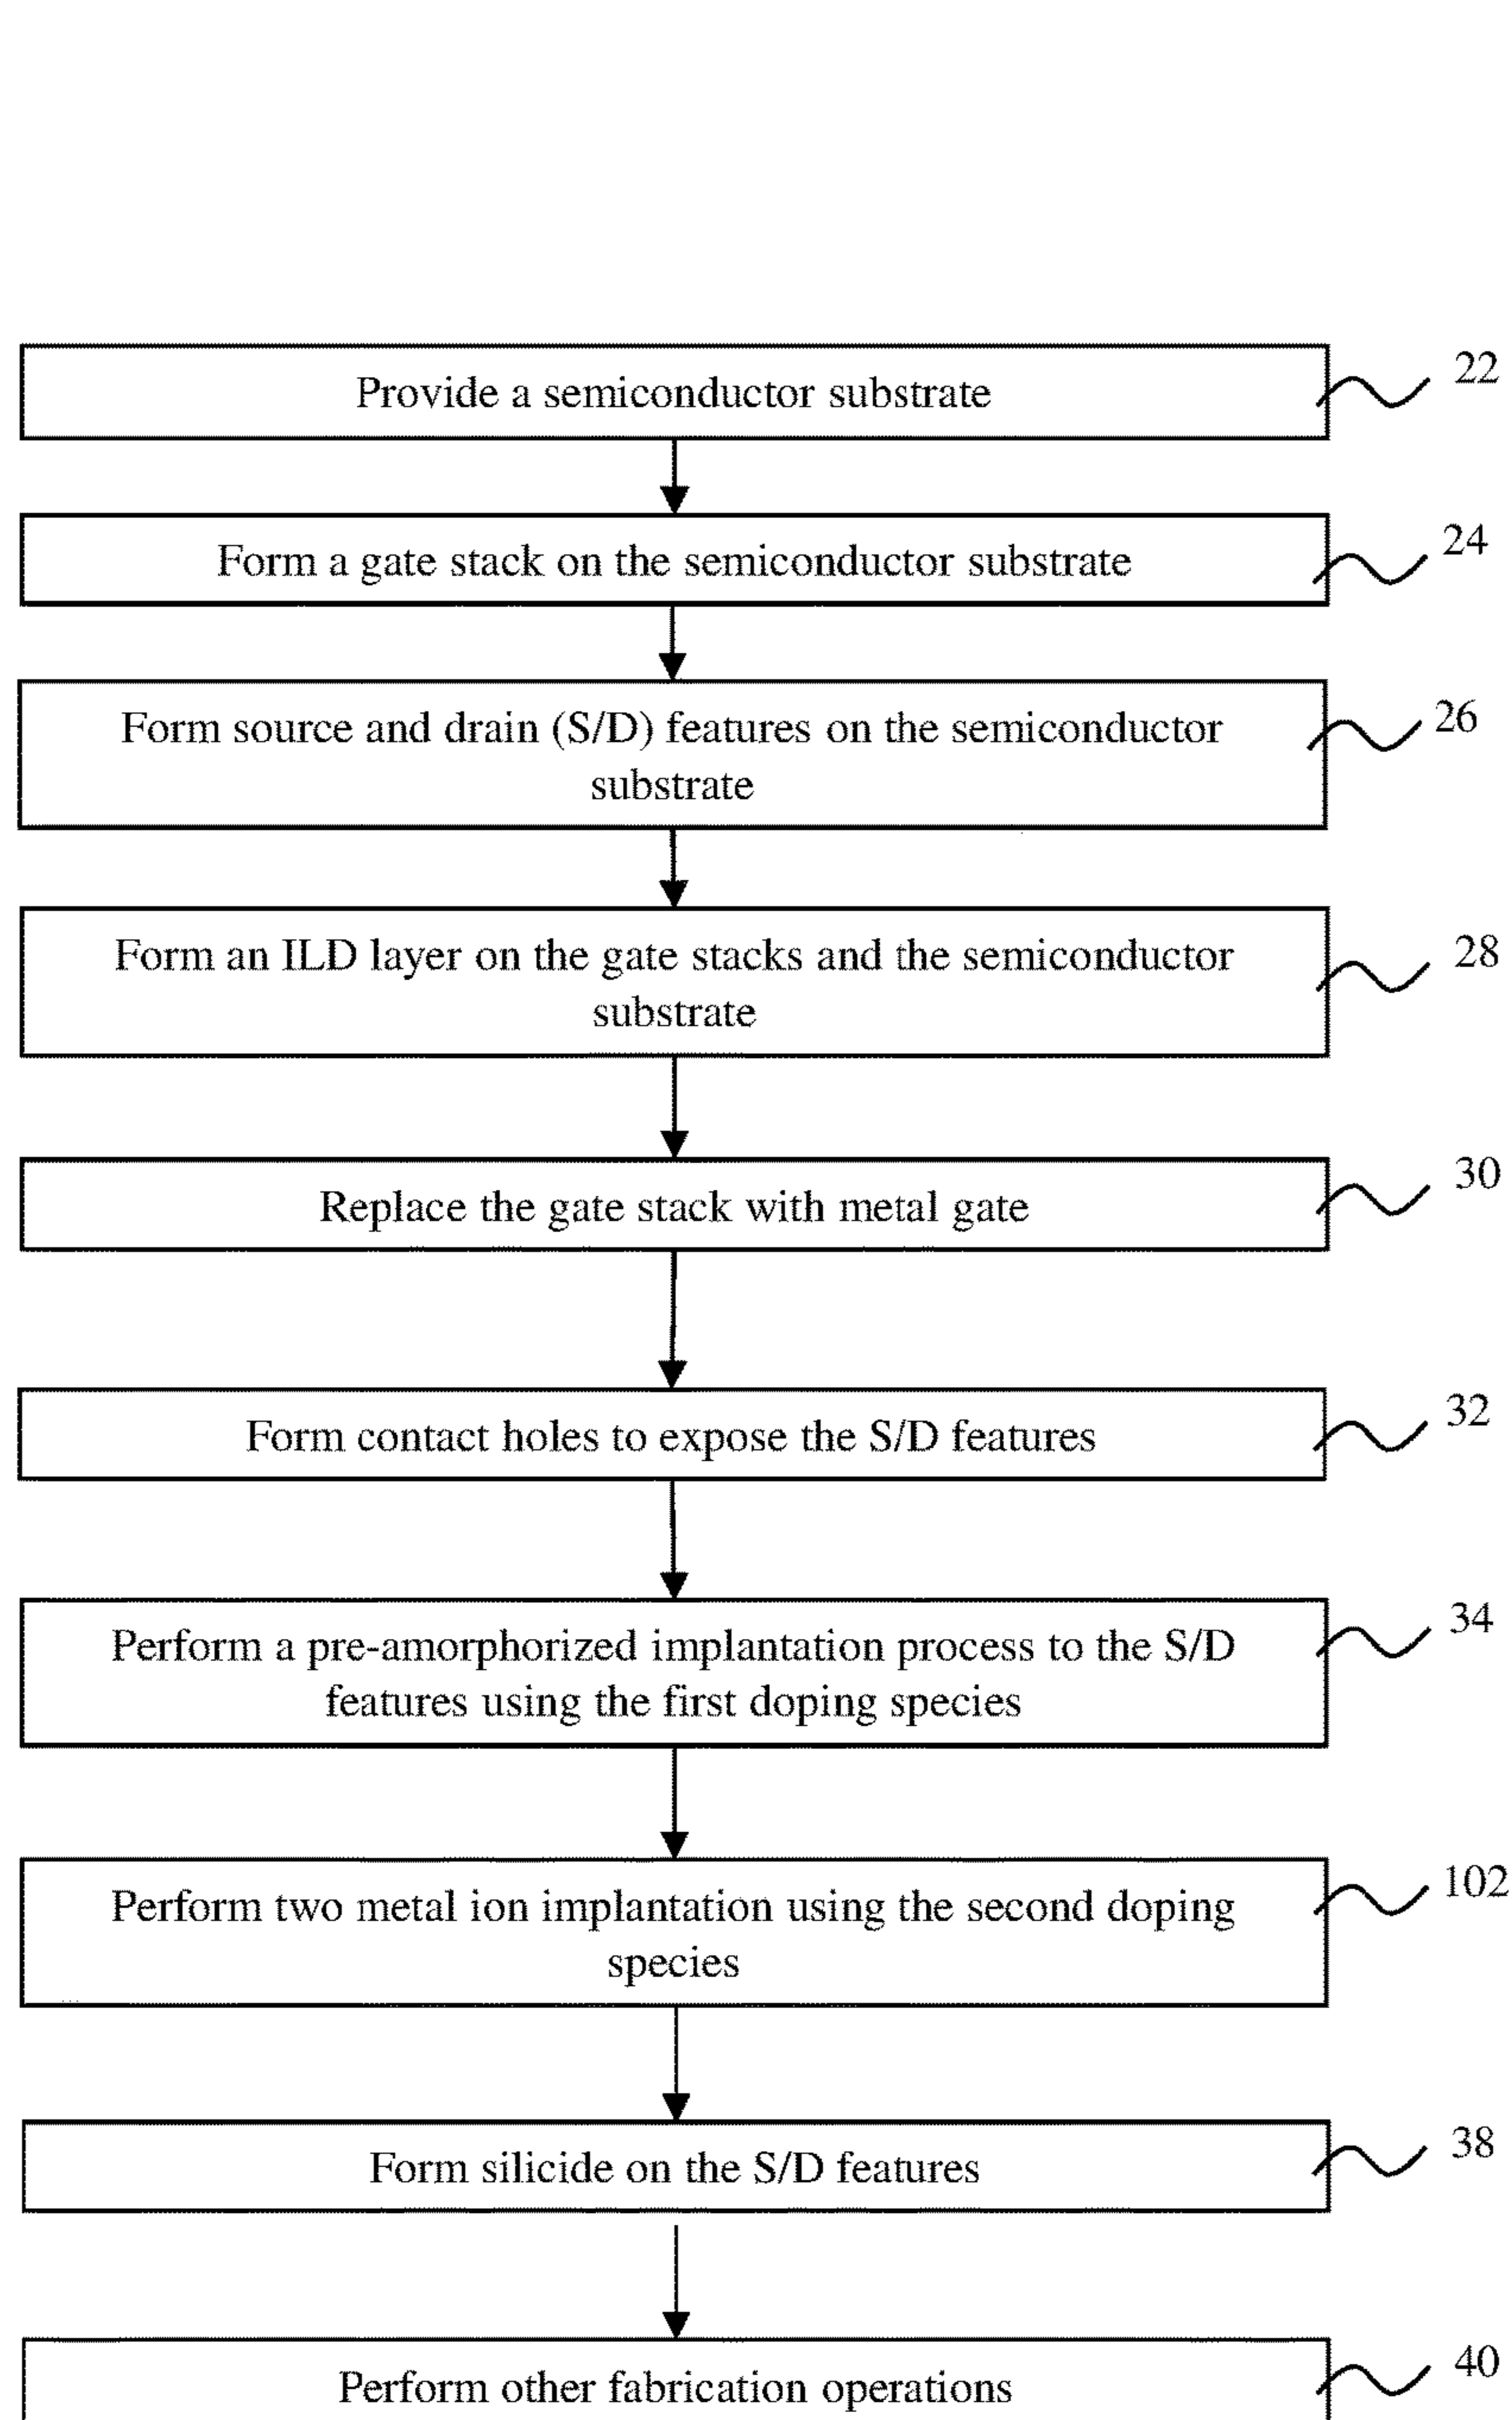 Provide a semiconductor substrate
22
Form a gate stack on the semiconductor substrate
24
Form source and drain (S/D) features on the semiconductor
substrate
26
Form an ILD layer on the gate stacks and the semiconductor
substrate
28
Replace the gate stack with metal gate
30
Form contact holes to expose the S/D features
32
Perform a pre-amorphorized implantation process to the S/D
features using the first doping species
34
Perform two metal ion implantation using the second doping
species
102
Form silicide on the S/D features
38
Perform other fabrication operations
40